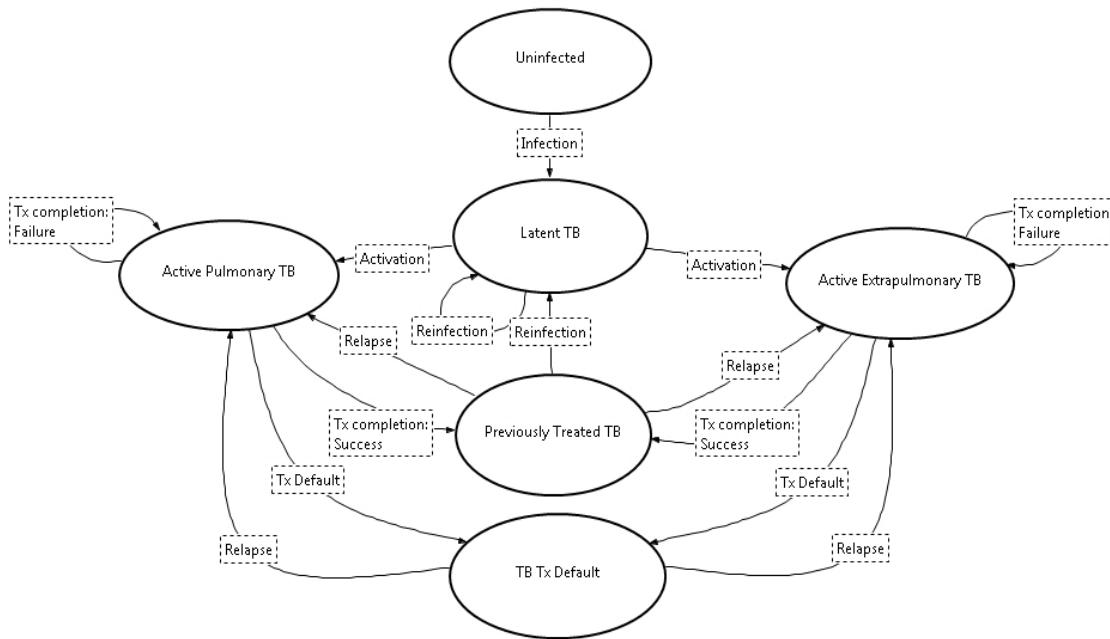 Uninfected
Infection
Tx completion:
Failure
Latent TB
Tx completion:
Failure
Active Pulmonary TB
Activation
Activation
Active Extrapulmonary TB
Reinfection
Reinfection
Relapse
Relapse
Tx completion:
Success
Previously Treated TB
Tx completion:
Success
Tx Default
Tx Default
Relapse
TB Tx Default
Relapse